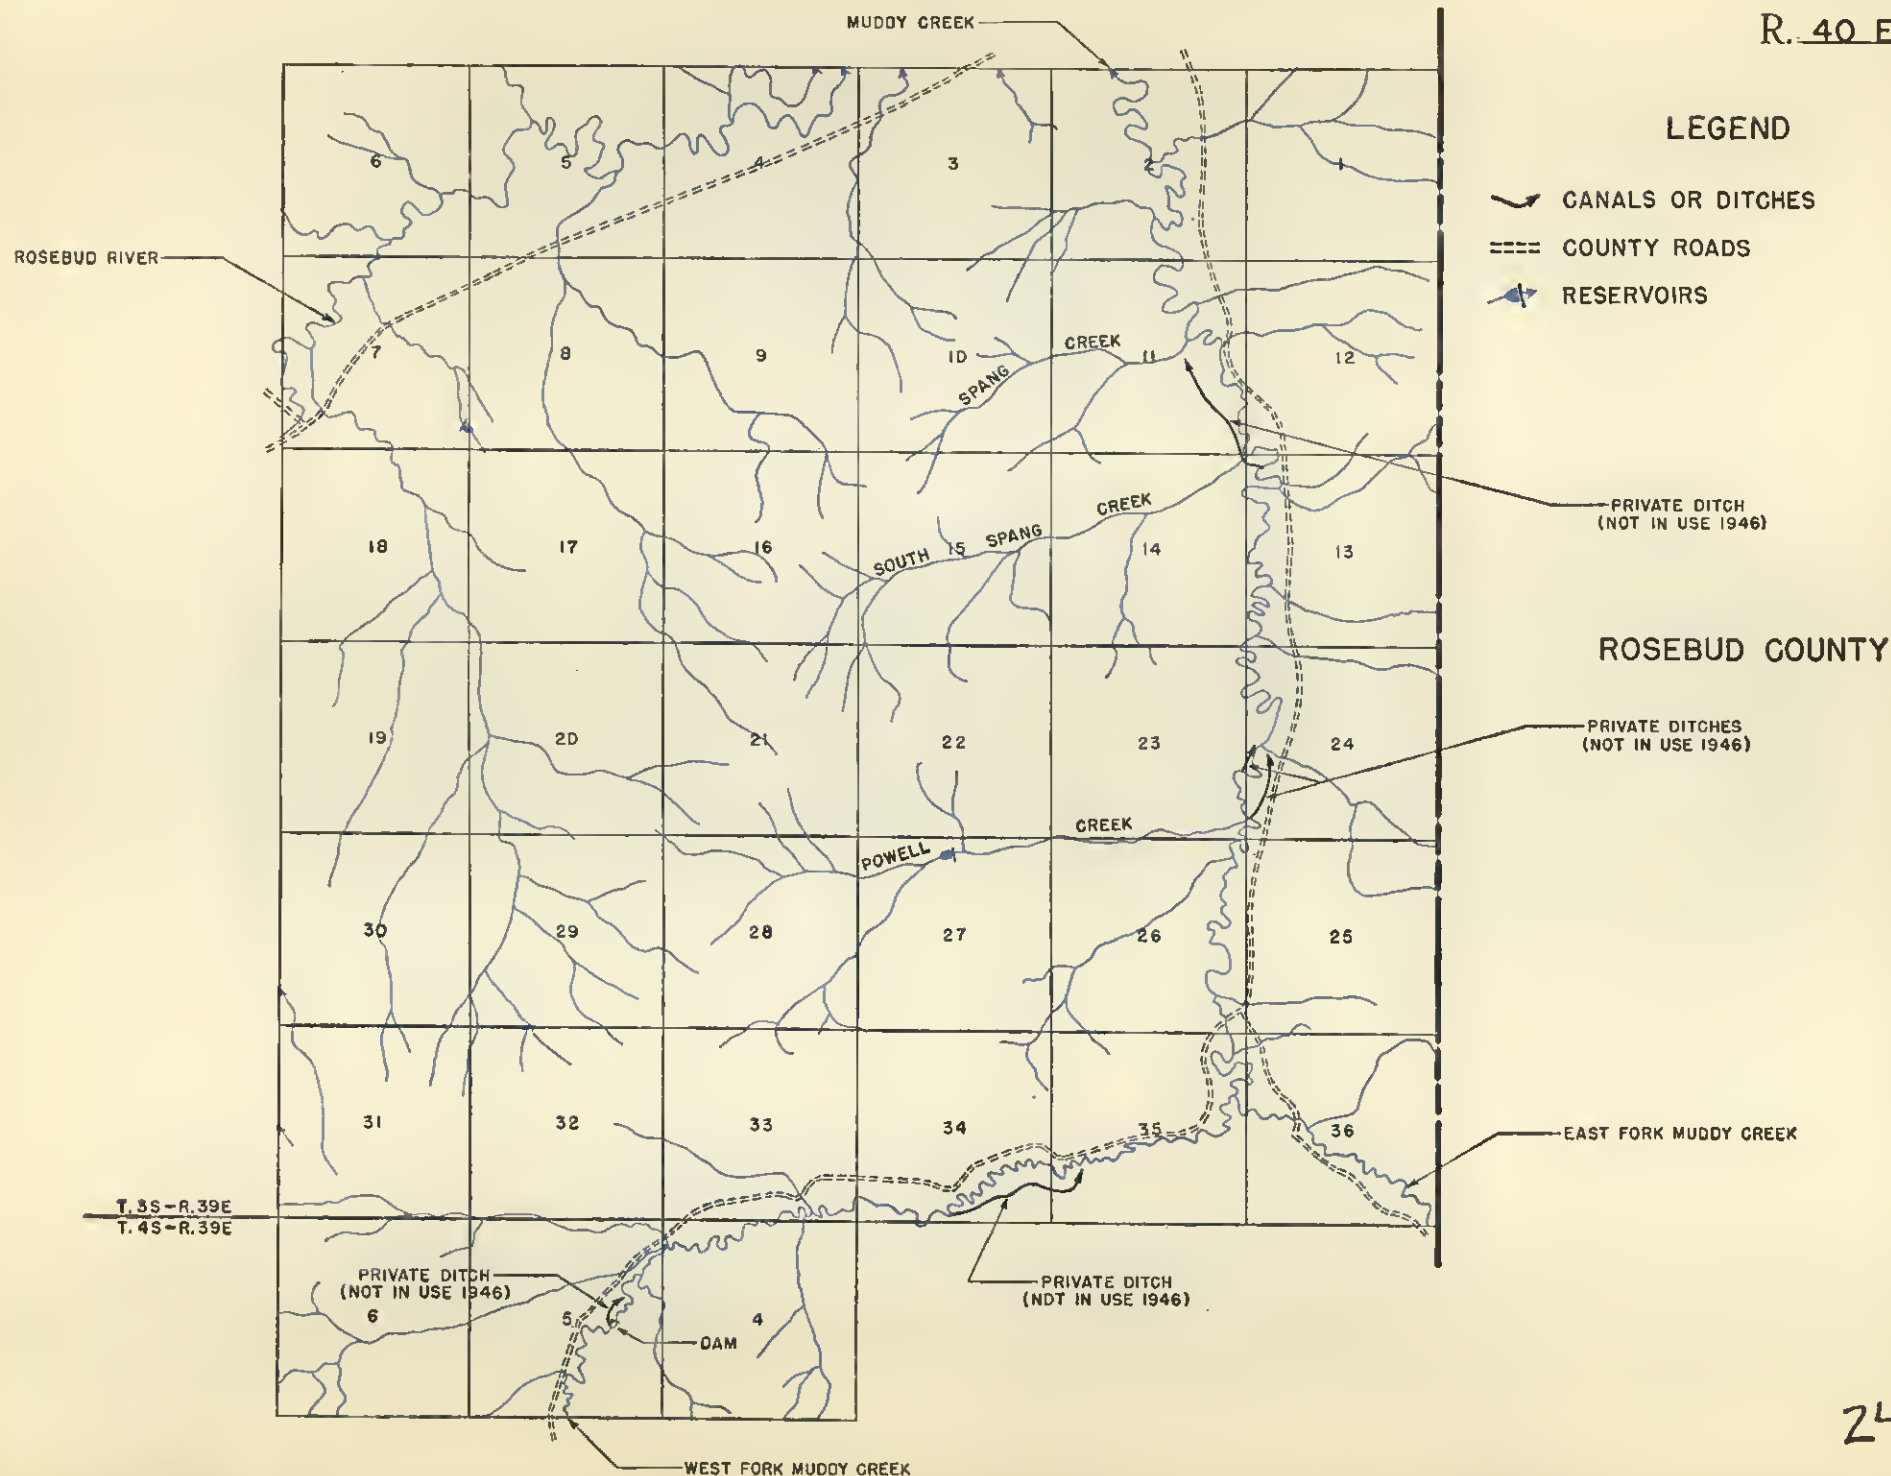 MUDDY CREEK
R. 40 E
LEGEND
CANALS OR DITCHES
COUNTY ROADS
RESERVOIRS
6
5
4
3
2
1
ROSEBUD RIVER
7
8
9
10
CREEK
11
12
SPANG
PRIVATE DITCH
(NOT IN USE 1946)
18
17
16
SOUTH
15
SPANG
CREEK
14
13
ROSEBUD COUNTY
19
20
21
22
23
24
PRIVATE DITCHES
(NOT IN USE 1946)
POWELL
CREEK
30
29
28
27
26
25
31
32
33
34
35
36
EAST FORK MUDDY CREEK
T. 3S-R. 39E
T. 4S-R. 39E
PRIVATE DITCH
(NOT IN USE 1946)
PRIVATE DITCH
(NOT IN USE 1946)
6
5
4
DAM
WEST FORK MUDDY CREEK